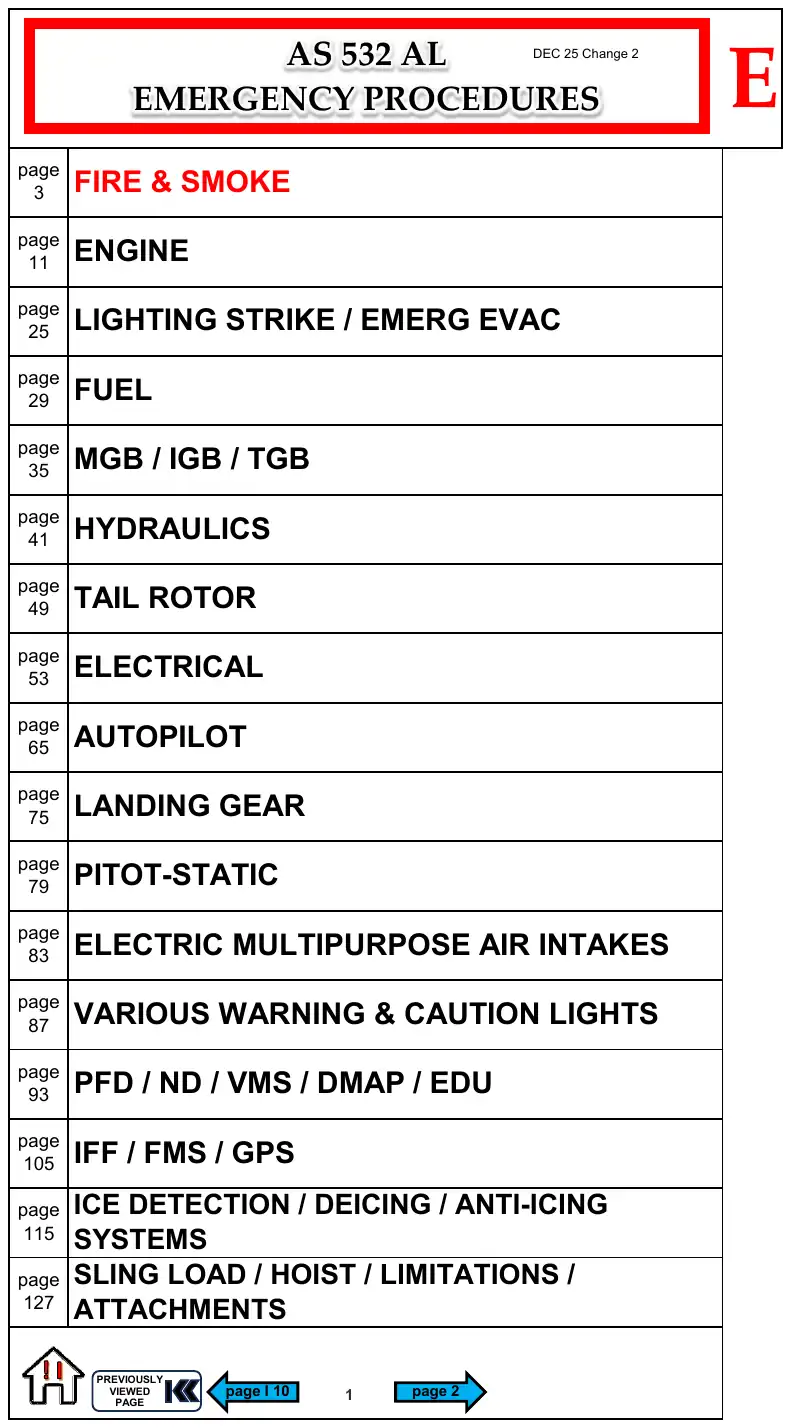 AS 532 AL
DEC 25 Change 2
EMERGENCY PROCEDURES
E
page
3
FIRE & SMOKE
page
11
ENGINE
page
25
LIGHTING STRIKE / EMERG EVAC
page
29
FUEL
page
35
MGB / IGB / TGB
page
41
HYDRAULICS
page
49
TAIL ROTOR
page
53
ELECTRICAL
page
65
AUTOPILOT
page
75
LANDING GEAR
page
79
PITOT-STATIC
page
83
ELECTRIC MULTIPURPOSE AIR INTAKES
page
87
VARIOUS WARNING & CAUTION LIGHTS
page
93
PFD / ND / VMS / DMAP / EDU
page
105
IFF / FMS / GPS
page
115
ICE DETECTION / DEICING / ANTI-ICING
SYSTEMS
page
127
SLING LOAD / HOIST / LIMITATIONS /
ATTACHMENTS
!!
PREVIOUSLY
VIEWED
PAGE
page I 10
1
page 2